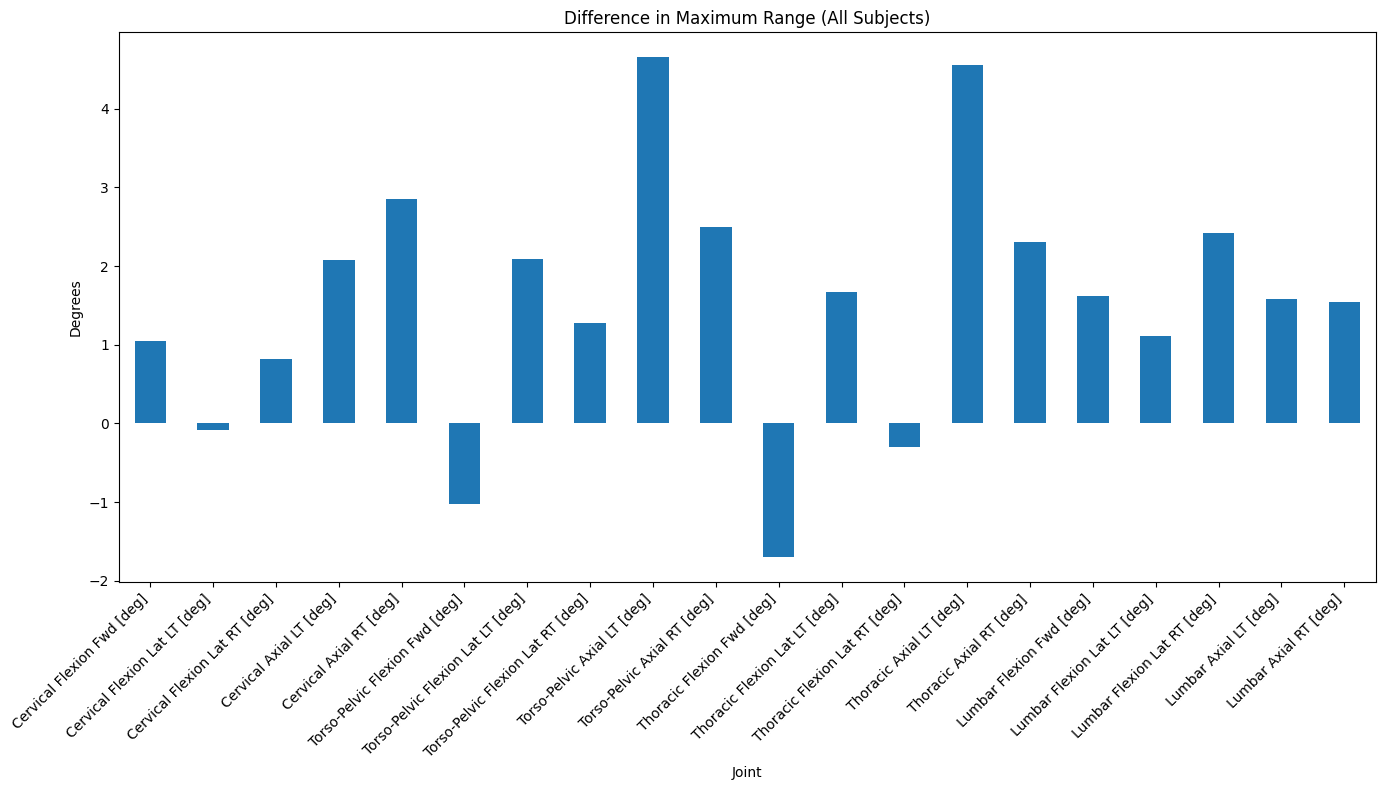 Difference in Maximum Range (All Subjects)
Degrees
4
3
2
1
0
−1
−2
Cervical Flexion Fwd [deg]
Cervical Flexion Lat LT [deg]
Cervical Flexion Lat RT [deg]
Cervical Axial LT [deg]
Cervical Axial RT [deg]
Torso-Pelvic Flexion Fwd [deg]
Torso-Pelvic Flexion Lat LT [deg]
Torso-Pelvic Flexion Lat RT [deg]
Torso-Pelvic Axial LT [deg]
Torso-Pelvic Axial RT [deg]
Thoracic Flexion Fwd [deg]
Thoracic Flexion Lat LT [deg]
Thoracic Flexion Lat RT [deg]
Thoracic Axial LT [deg]
Thoracic Axial RT [deg]
Lumbar Flexion Fwd [deg]
Lumbar Flexion Lat LT [deg]
Lumbar Flexion Lat RT [deg]
Lumbar Axial LT [deg]
Lumbar Axial RT [deg]
Joint